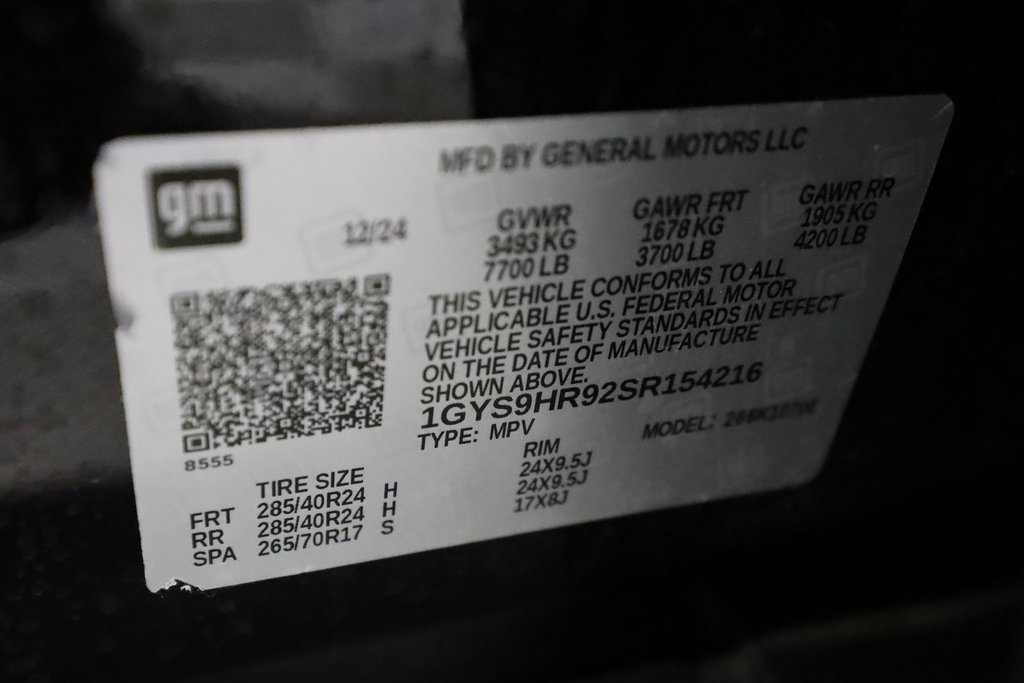 MFD BY GENERAL MOTORS LLC
gm
12/24
GVWR
3493 KG
7700 LB
GAWR FRT
1678 KG
3700 LB
GAWR RR
1905 KG
4200 LB
THIS VEHICLE CONFORMS TO ALL
APPLICABLE U.S. FEDERAL MOTOR
VEHICLE SAFETY STANDARDS IN EFFECT
ON THE DATE OF MANUFACTURE
SHOWN ABOVE.
1GYS9HR92SR154216
TYPE: MPV
MODEL:
8555
TIRE SIZE
RIM
FRT 285/40R24 H 24X9.5J
RR 285/40R24 H 24X9.5J
SPA 265/70R17 S 17X8J